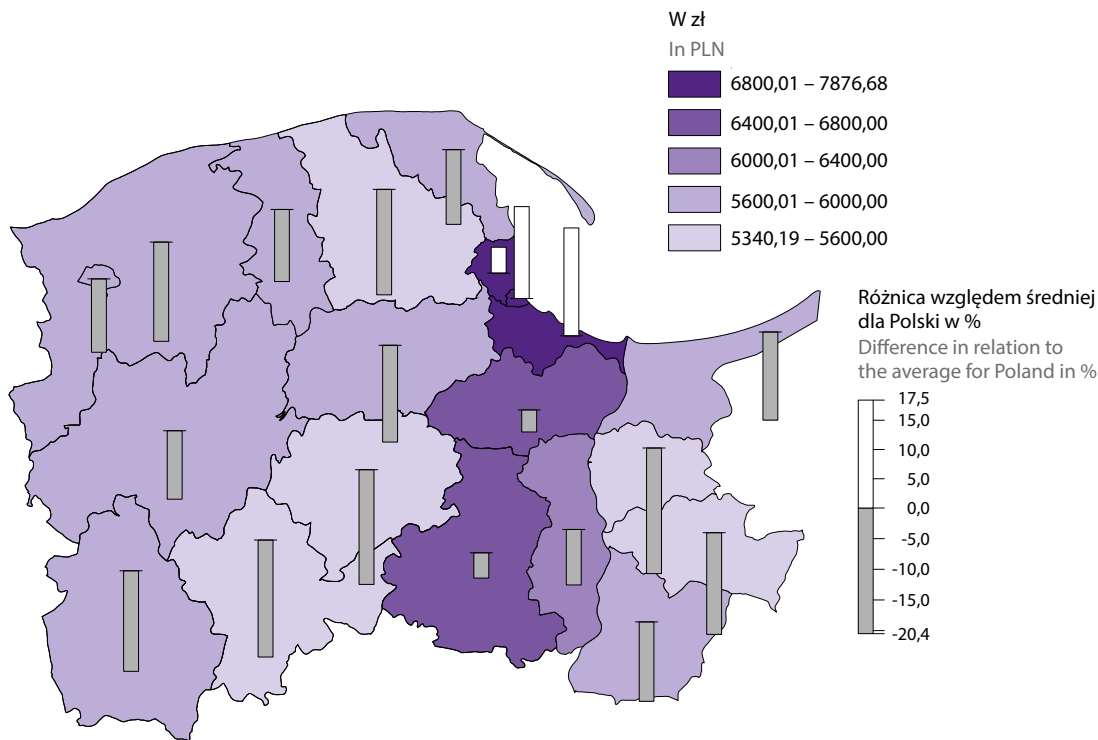 W zł
In PLN
6800,01 – 7876,68
6400,01 – 6800,00
6000,01 – 6400,00
5600,01 – 6000,00
5340,19 – 5600,00
Różnica względem średniej
dla Polski w %
Difference in relation to
the average for Poland in %
17,5
15,0
10,0
5,0
0,0
-5,0
-10,0
-15,0
-20,4